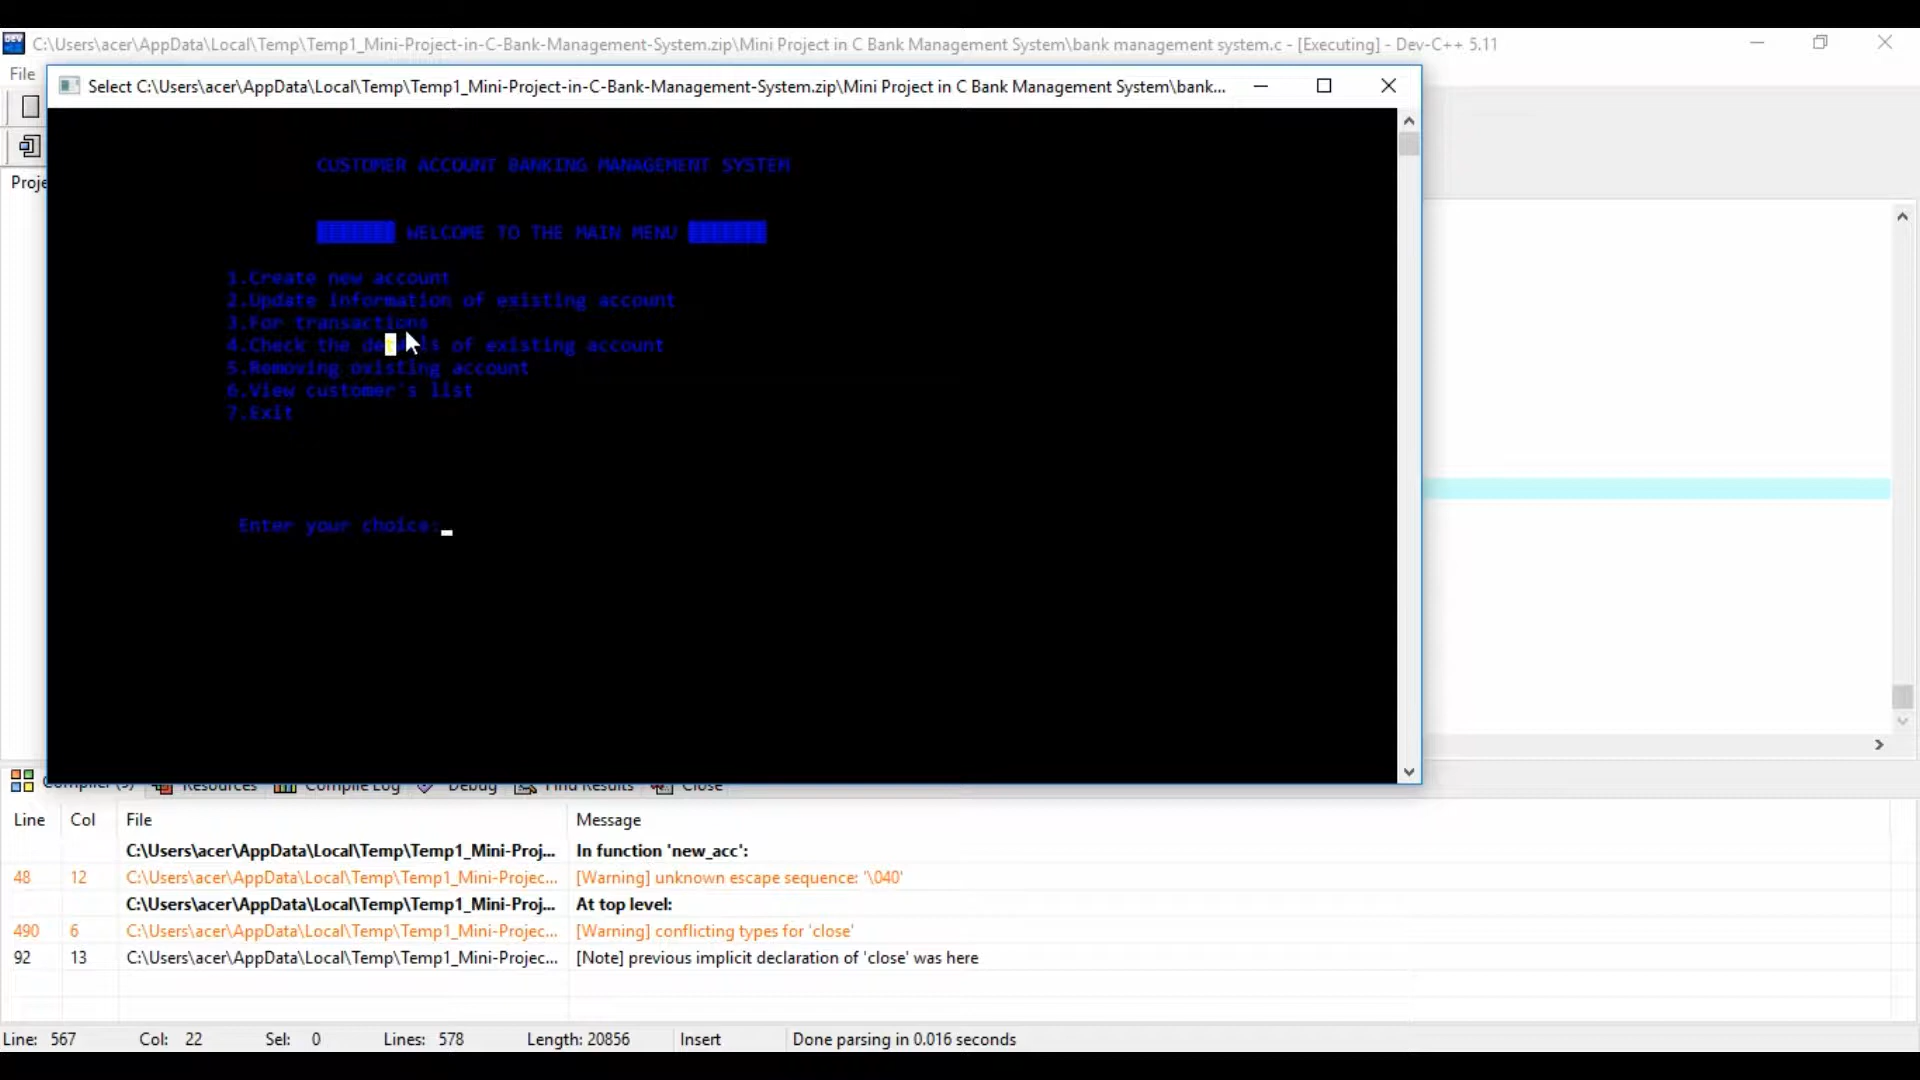 C:\Users\acer\AppData\Local\Temp\Temp1_Mini-Project-in-C-Bank-Management-System.zip\Mini Project in C Bank Management System\bank management system.c - [Executing] - Dev-C++ 5.11
File
Select C:\Users\acer\AppData\Local\Temp\Temp1_Mini-Project-in-C-Bank-Management-System.zip\Mini Project in C Bank Management System\bank...
Proje
CUSTOMER ACCOUNT BANKING MANAGEMENT SYSTEM
WELCOME TO THE MAIN MENU
1.Create new account
2.Update information of existing account
3.For transactions
4.Check the details of existing account
5.Removing existing account
6.View customer's list
7.Exit
Enter your choice:
Compiler Resources Compile Log Debug Find Results Close
Line Col File Message
C:\Users\acer\AppData\Local\Temp\Temp1_Mini-Proj... In function 'new_acc':
48 12 C:\Users\acer\AppData\Local\Temp\Temp1_Mini-Projec... [Warning] unknown escape sequence: '\040'
C:\Users\acer\AppData\Local\Temp\Temp1_Mini-Proj... At top level:
490 6 C:\Users\acer\AppData\Local\Temp\Temp1_Mini-Projec... [Warning] conflicting types for 'close'
92 13 C:\Users\acer\AppData\Local\Temp\Temp1_Mini-Projec... [Note] previous implicit declaration of 'close' was here
Line: 567 Col: 22 Sel: 0 Lines: 578 Length: 20856 Insert Done parsing in 0.016 seconds